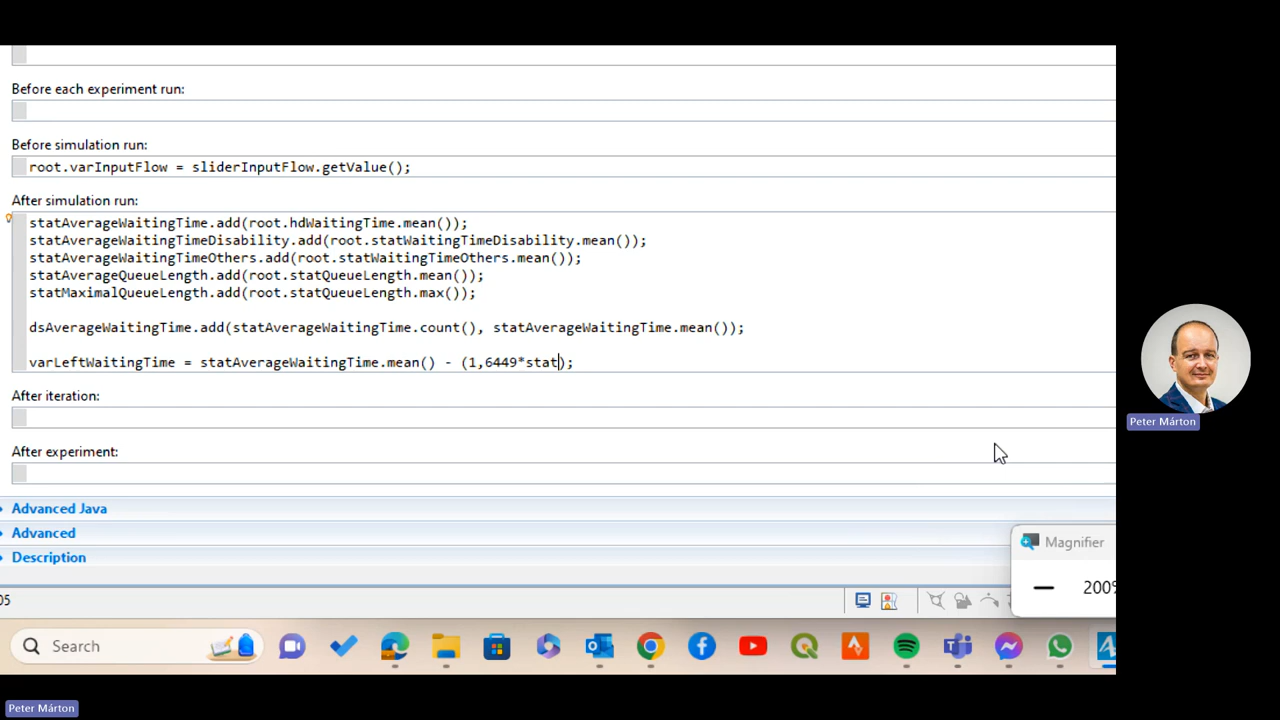 Before each experiment run:
Before simulation run:
root.varInputFlow = sliderInputFlow.getValue();
After simulation run:
statAverageWaitingTime.add(root.hdWaitingTime.mean());
statAverageWaitingTimeDisability.add(root.statWaitingTimeDisability.mean());
statAverageWaitingTimeOthers.add(root.statWaitingTimeOthers.mean());
statAverageQueueLength.add(root.statQueueLength.mean());
statMaximalQueueLength.add(root.statQueueLength.max());
dsAverageWaitingTime.add(statAverageWaitingTime.count(), statAverageWaitingTime.mean());
varLeftWaitingTime = statAverageWaitingTime.mean() - (1,6449*stat);
After iteration:
Peter Márton
After experiment:
Advanced Java
Advanced
Magnifier
Description
200%
05
Search
Peter Márton